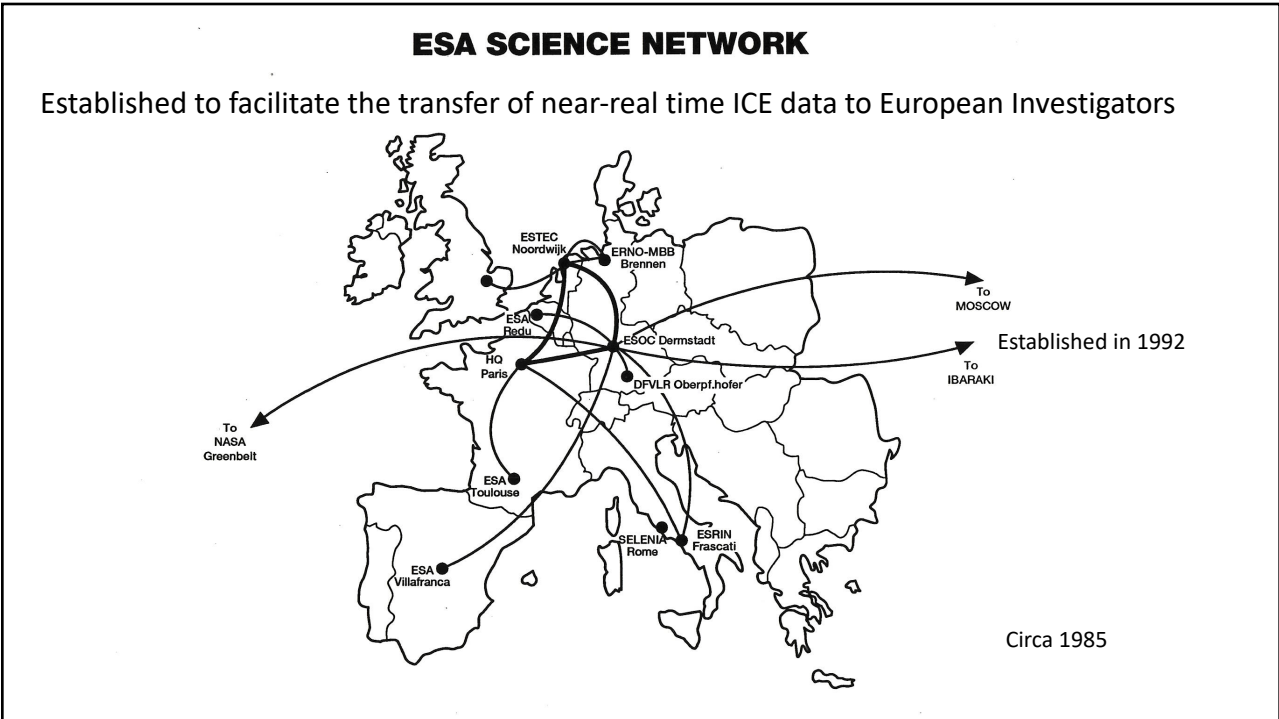 ESA SCIENCE NETWORK
Established to facilitate the transfer of near-real time ICE data to European Investigators
ESTEC
Noordwijk
ERNO-MBB
Brennen
To
MOSCOW
ESA
Redu
ESOC Dermstadt
Established in 1992
HQ
Paris
To
IBARAKI
DFVLR Oberpf.hofer
To
NASA
Greenbelt
ESA
Toulouse
SELENIA
Rome
ESRIN
Frascati
ESA
Villafranca
Circa 1985